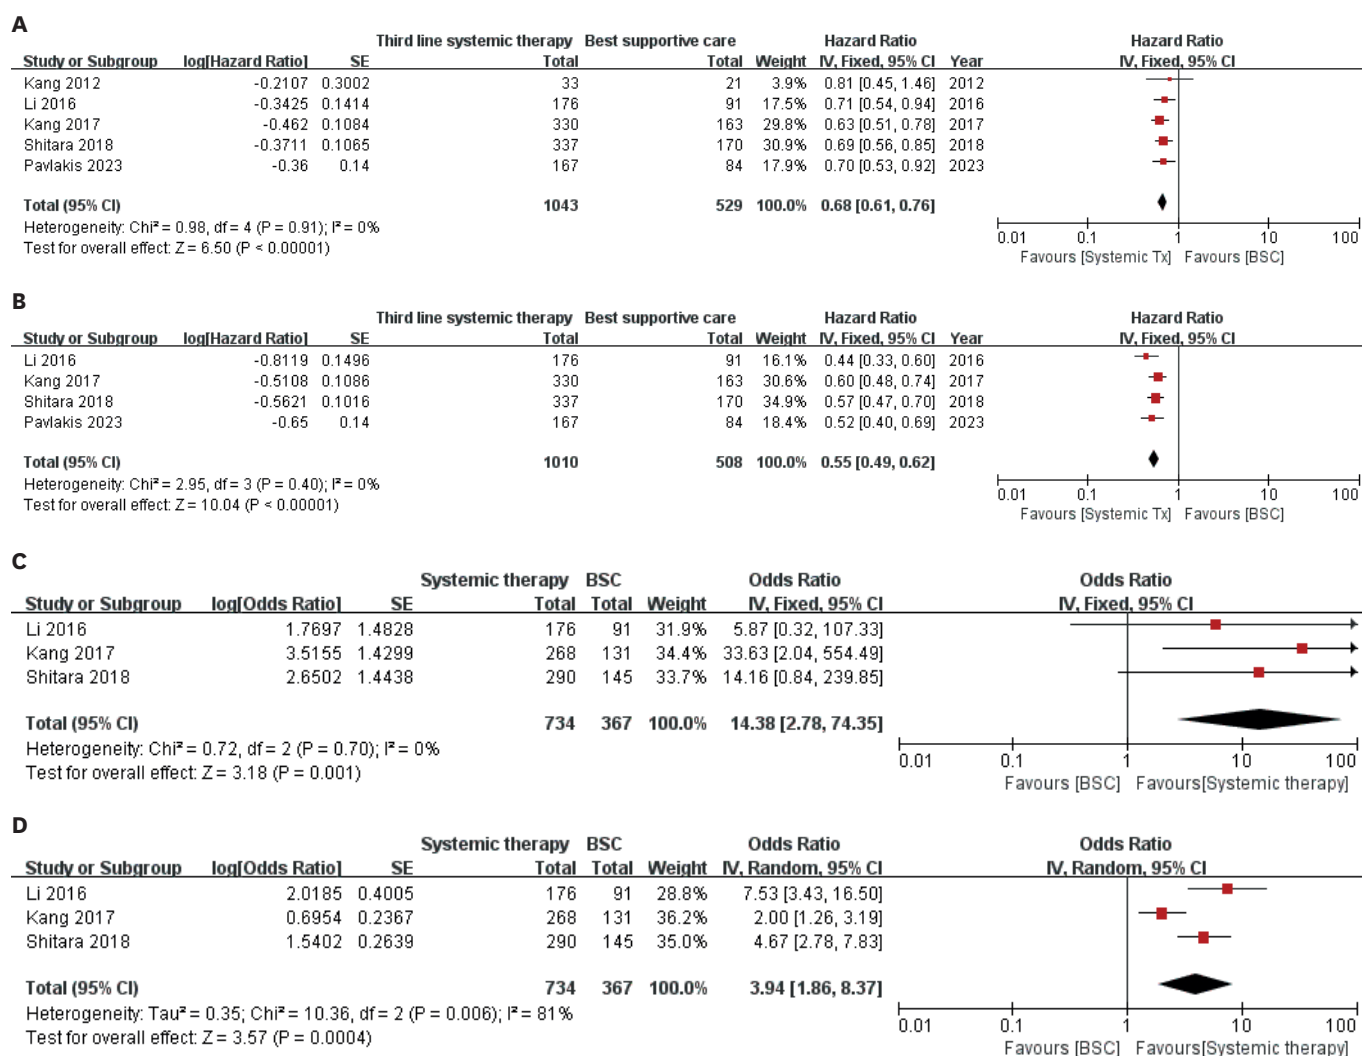 A
Third line systemic therapy Best supportive care Hazard Ratio Hazard Ratio
Study or Subgroup log[Hazard Ratio] SE Total Total Weight IV, Fixed, 95% CI Year IV, Fixed, 95% CI
Kang 2012 -0.2107 0.3002 33 21 3.9% 0.81 [0.45, 1.46] 2012
Li 2016 -0.3425 0.1414 176 91 17.5% 0.71 [0.54, 0.94] 2016
Kang 2017 -0.462 0.1084 330 163 29.8% 0.63 [0.51, 0.78] 2017
Shitara 2018 -0.3711 0.1065 337 170 30.9% 0.69 [0.56, 0.85] 2018
Pavlakis 2023 -0.36 0.14 167 84 17.9% 0.70 [0.53, 0.92] 2023
Total (95% CI) 1043 529 100.0% 0.68 [0.61, 0.76]
Heterogeneity: Chi² = 0.98, df = 4 (P = 0.91); I² = 0%
Test for overall effect: Z = 6.50 (P < 0.00001)
0.01 0.1 1 10 100
Favours [Systemic Tx] Favours [BSC]
B
Third line systemic therapy Best supportive care Hazard Ratio Hazard Ratio
Study or Subgroup log[Hazard Ratio] SE Total Total Weight IV, Fixed, 95% CI Year IV, Fixed, 95% CI
Li 2016 -0.8119 0.1496 176 91 16.1% 0.44 [0.33, 0.60] 2016
Kang 2017 -0.5108 0.1086 330 163 30.6% 0.60 [0.48, 0.74] 2017
Shitara 2018 -0.5621 0.1016 337 170 34.9% 0.57 [0.47, 0.70] 2018
Pavlakis 2023 -0.65 0.14 167 84 18.4% 0.52 [0.40, 0.69] 2023
Total (95% CI) 1010 508 100.0% 0.55 [0.49, 0.62]
Heterogeneity: Chi² = 2.95, df = 3 (P = 0.40); I² = 0%
Test for overall effect: Z = 10.04 (P < 0.00001)
0.01 0.1 1 10 100
Favours [Systemic Tx] Favours [BSC]
C
Systemic therapy BSC Odds Ratio Odds Ratio
Study or Subgroup log[Odds Ratio] SE Total Total Weight IV, Fixed, 95% CI IV, Fixed, 95% CI
Li 2016 1.7697 1.4828 176 91 31.9% 5.87 [0.32, 107.33]
Kang 2017 3.5155 1.4299 268 131 34.4% 33.63 [2.04, 554.49]
Shitara 2018 2.6502 1.4438 290 145 33.7% 14.16 [0.84, 239.85]
Total (95% CI) 734 367 100.0% 14.38 [2.78, 74.35]
Heterogeneity: Chi² = 0.72, df = 2 (P = 0.70); I² = 0%
Test for overall effect: Z = 3.18 (P = 0.001)
0.01 0.1 1 10 100
Favours [BSC] Favours[Systemic therapy]
D
Systemic therapy BSC Odds Ratio Odds Ratio
Study or Subgroup log[Odds Ratio] SE Total Total Weight IV, Random, 95% CI IV, Random, 95% CI
Li 2016 2.0185 0.4005 176 91 28.8% 7.53 [3.43, 16.50]
Kang 2017 0.6954 0.2367 268 131 36.2% 2.00 [1.26, 3.19]
Shitara 2018 1.5402 0.2639 290 145 35.0% 4.67 [2.78, 7.83]
Total (95% CI) 734 367 100.0% 3.94 [1.86, 8.37]
Heterogeneity: Tau² = 0.35; Chi² = 10.36, df = 2 (P = 0.006); I² = 81%
Test for overall effect: Z = 3.57 (P = 0.0004)
0.01 0.1 1 10 100
Favours [BSC] Favours[Systemic therapy]